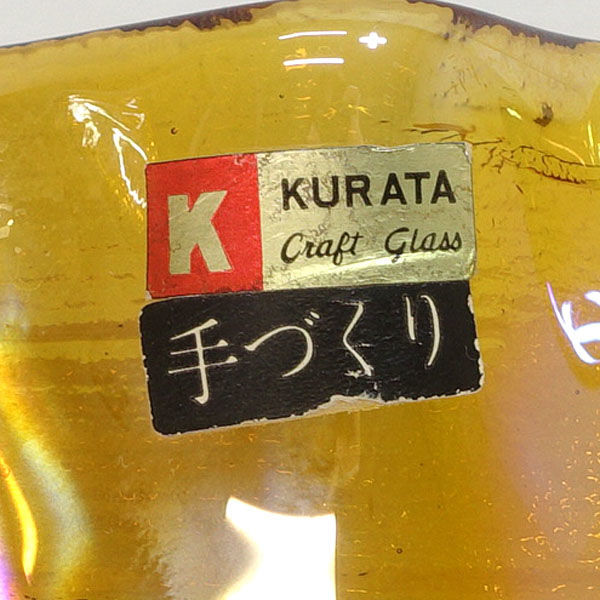 K
KURATA
Craft Glass
手づくり